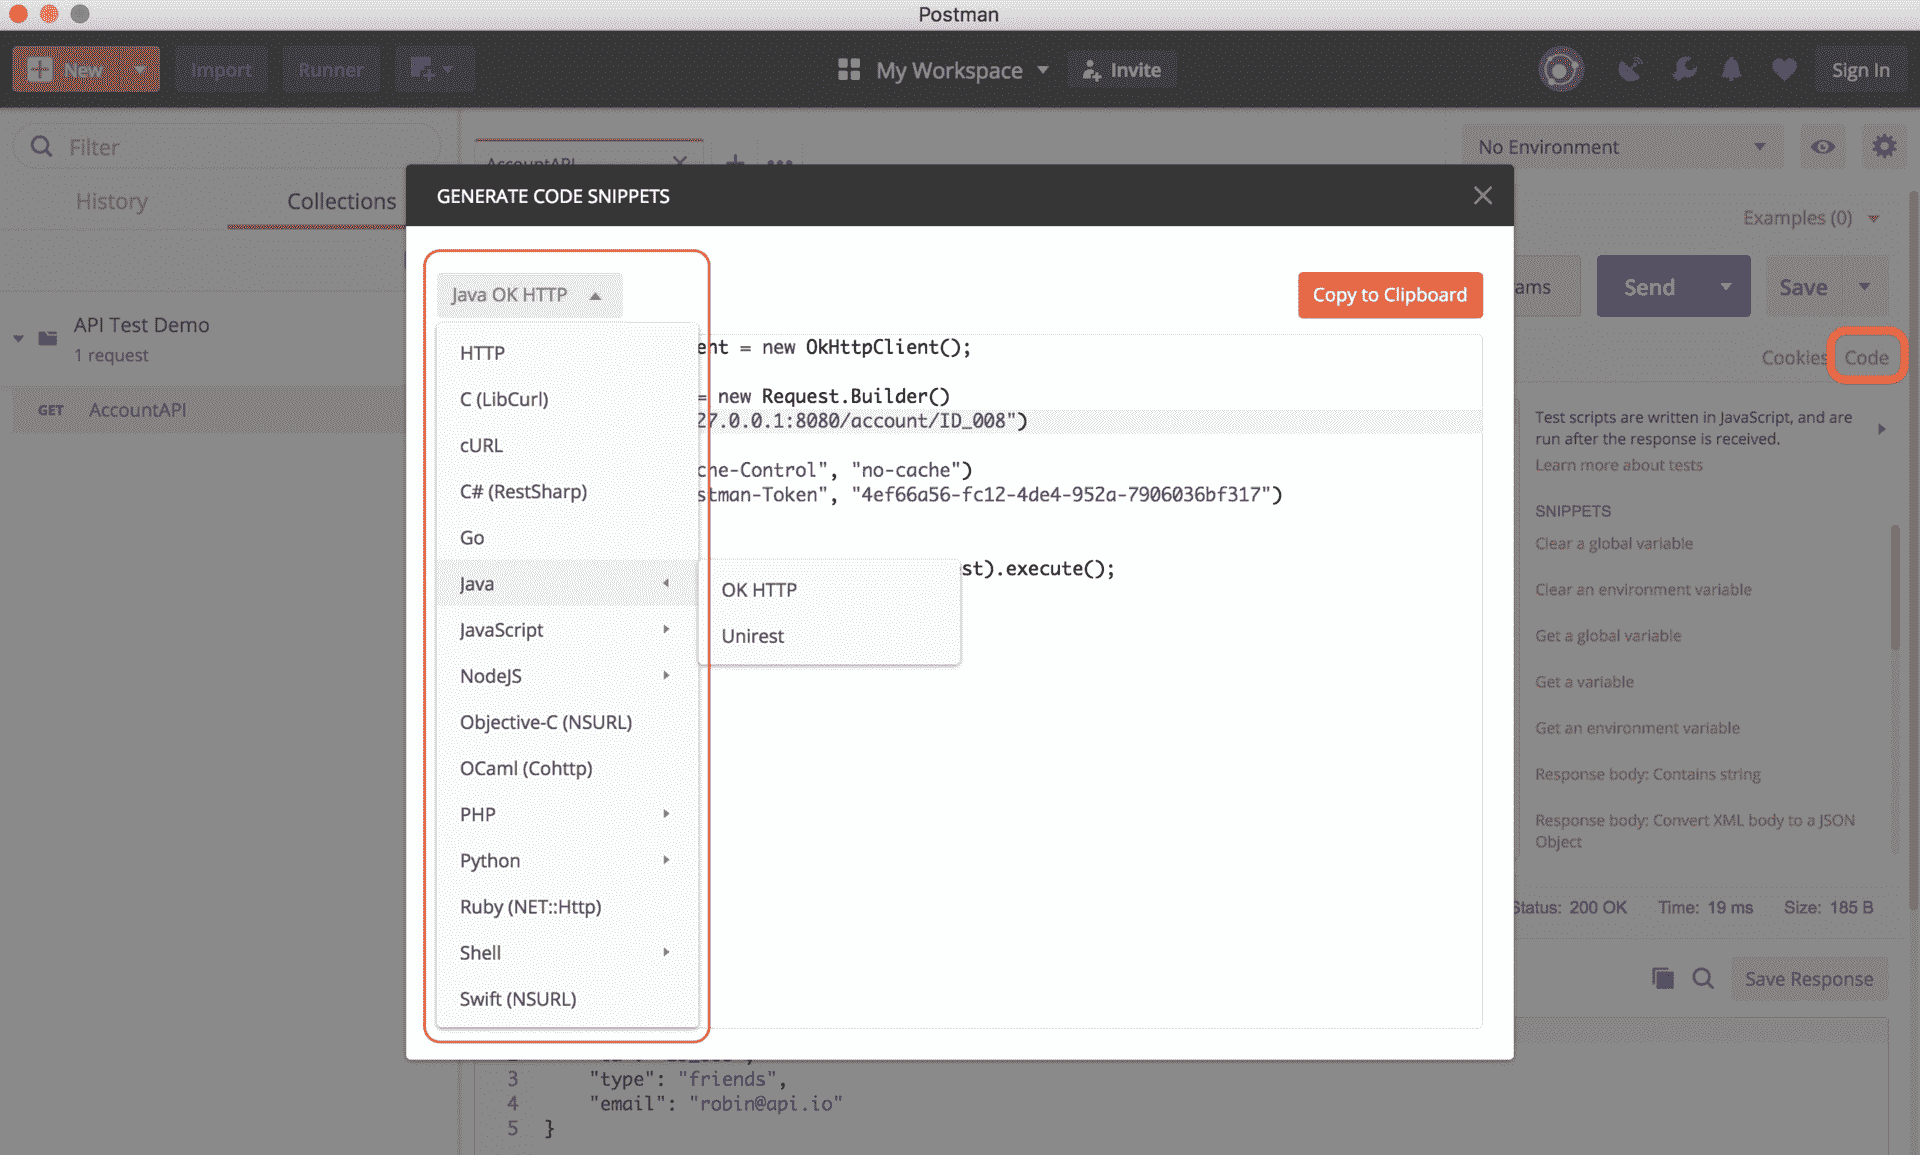 Postman
New
Import
Runner
My Workspace
Invite
Sign In
Filter
AccountAPI
No Environment
History
Collections
GENERATE CODE SNIPPETS
Examples (0)
Java OK HTTP
Copy to Clipboard
ams
Send
Save
API Test Demo
1 request
Cookies
Code
GET AccountAPI
HTTP
C (LibCurl)
cURL
C# (RestSharp)
Go
Java
JavaScript
NodeJS
Objective-C (NSURL)
OCaml (Cohttp)
PHP
Python
Ruby (NET::Http)
Shell
Swift (NSURL)
OK HTTP
Unirest
ent = new OkHttpClient();
= new Request.Builder()
27.0.0.1:8080/account/ID_008")
che-Control", "no-cache")
stman-Token", "4ef66a56-fc12-4de4-952a-7906036bf317")
st).execute();
Test scripts are written in JavaScript, and are
run after the response is received.
Learn more about tests
SNIPPETS
Clear a global variable
Clear an environment variable
Get a global variable
Get a variable
Get an environment variable
Response body: Contains string
Response body: Convert XML body to a JSON
Object
Status: 200 OK
Time: 19 ms
Size: 185 B
Save Response
3 "type": "friends",
4 "email": "robin@api.io"
5 }